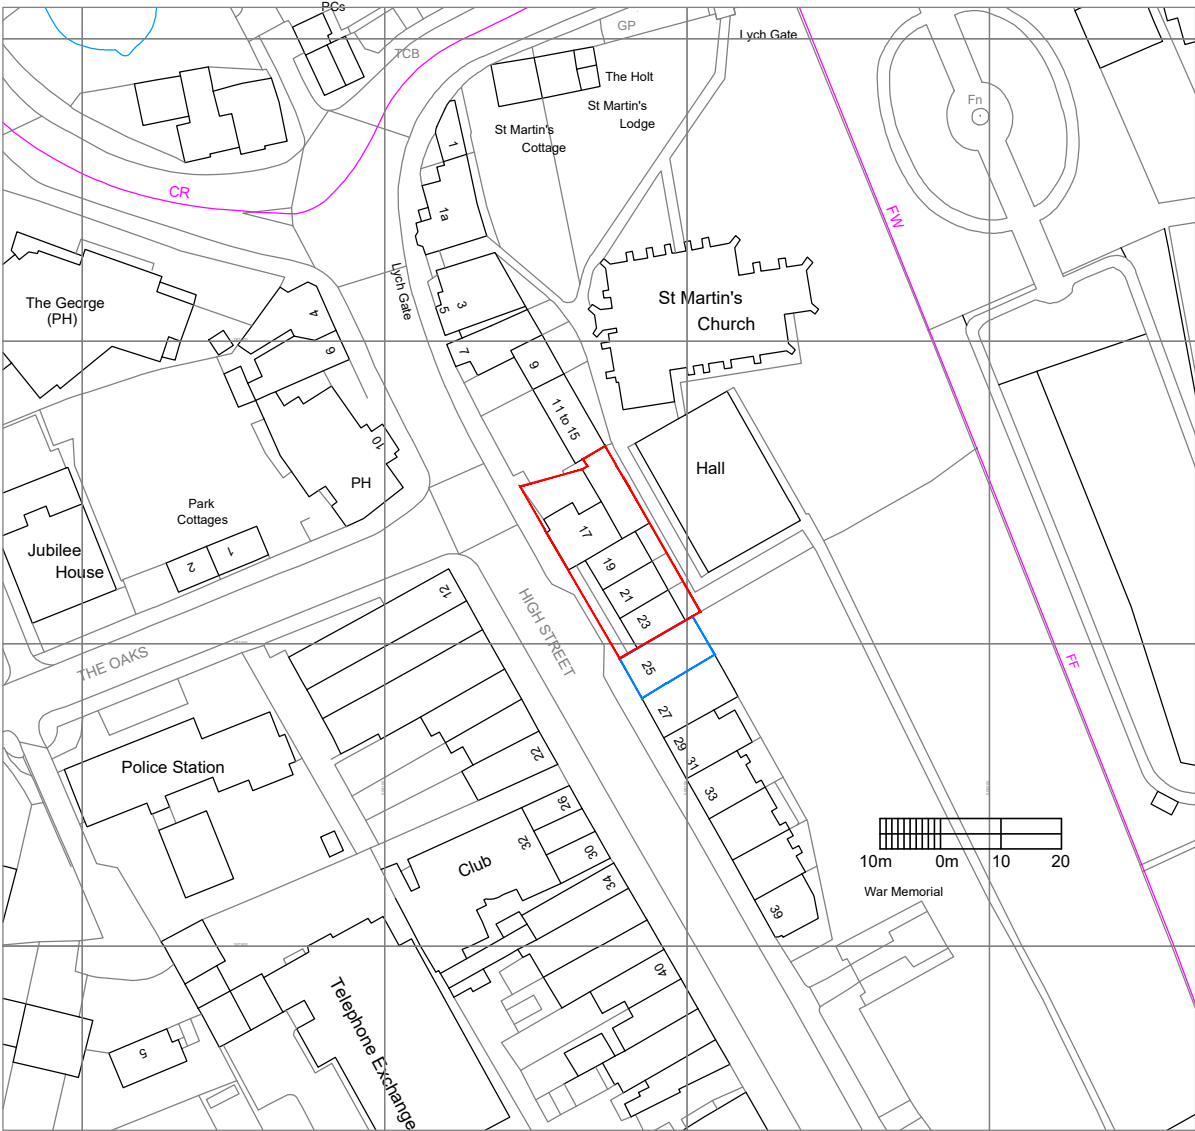 PCs
GP
Lych Gate
TCB
The Holt
St Martin's
Lodge
St Martin's
Cottage
Fn
1
CR
1a
FW
Lych Gate
St Martin's
Church
The George
(PH)
3
5
4
6
7
9
11 to 15
10
PH
Hall
Park
Cottages
1
2
Jubilee
House
17
19
21
23
12
HIGH STREET
THE OAKS
25
FF
27
29
31
33
22
Police Station
26
32
30
34
Club
10m
0m
10
20
War Memorial
39
40
Telephone Exchange
5